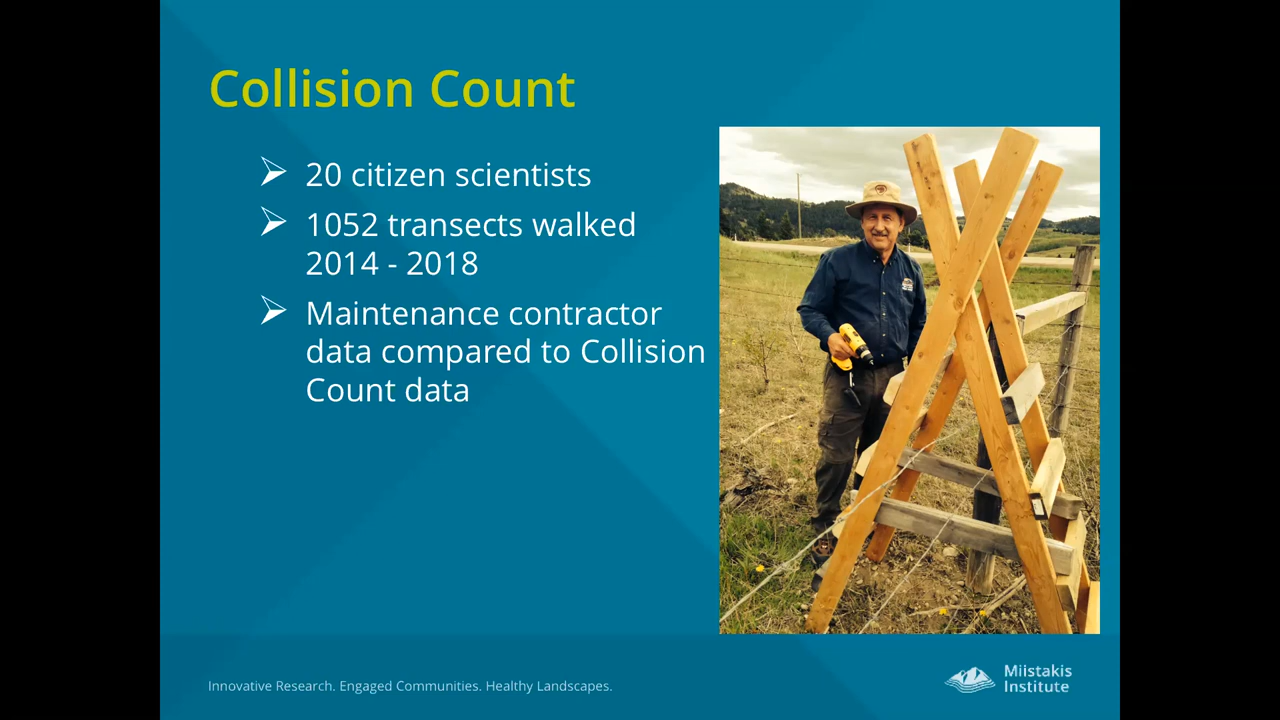 Collision Count
20 citizen scientists
1052 transects walked
2014 - 2018
Maintenance contractor
data compared to Collision
Count data
Innovative Research. Engaged Communities. Healthy Landscapes.
Miistakis
Institute